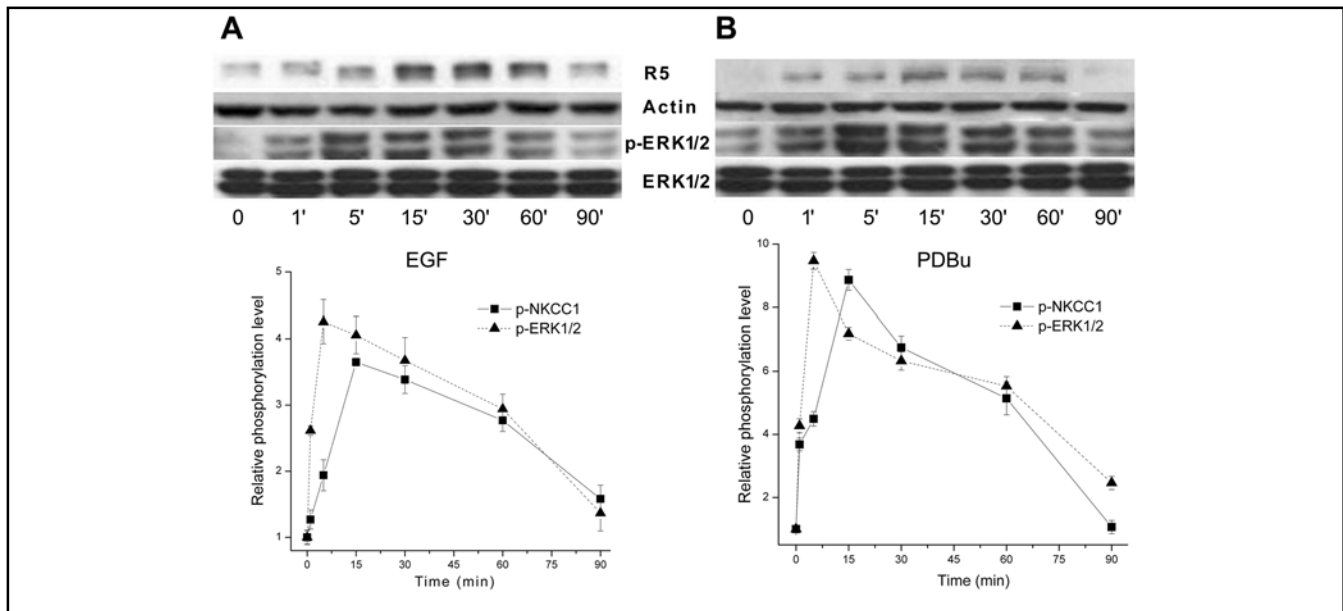 A
B
R5
Actin
p-ERK1/2
ERK1/2
0 1' 5' 15' 30' 60' 90'
0 1' 5' 15' 30' 60' 90'
EGF
5
4
3
2
1
Relative phosphorylation level
p-NKCC1
p-ERK1/2
0 15 30 45 60 75 90
Time (min)
PDBu
10
8
6
4
2
Relative phosphorylation level
p-NKCC1
p-ERK1/2
0 15 30 45 60 75 90
Time (min)